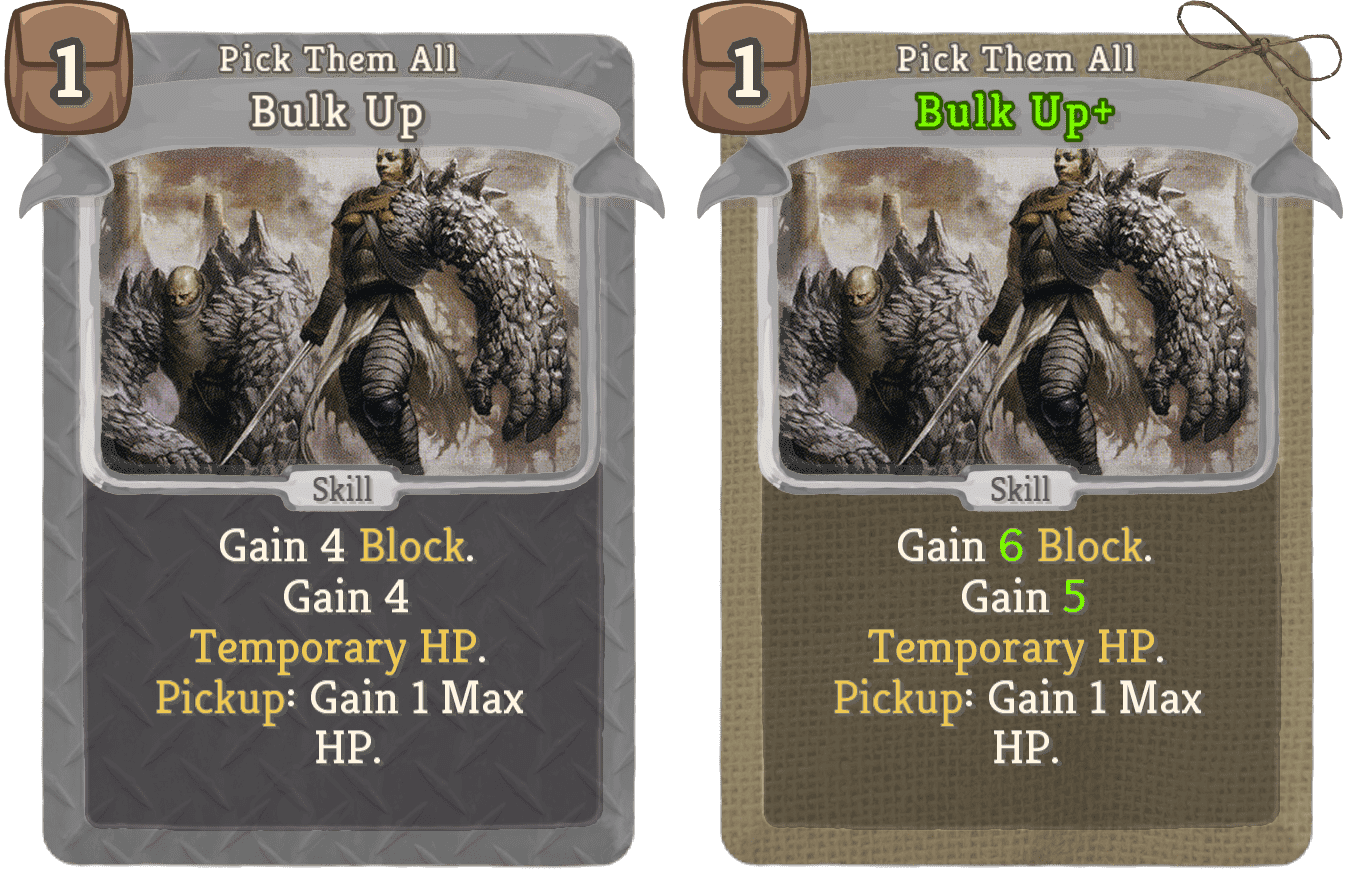 1
Pick Them All
Bulk Up
Skill
Gain 4 Block.
Gain 4
Temporary HP.
Pickup: Gain 1 Max
HP.
1
Pick Them All
Bulk Up+
Skill
Gain 6 Block.
Gain 5
Temporary HP.
Pickup: Gain 1 Max
HP.